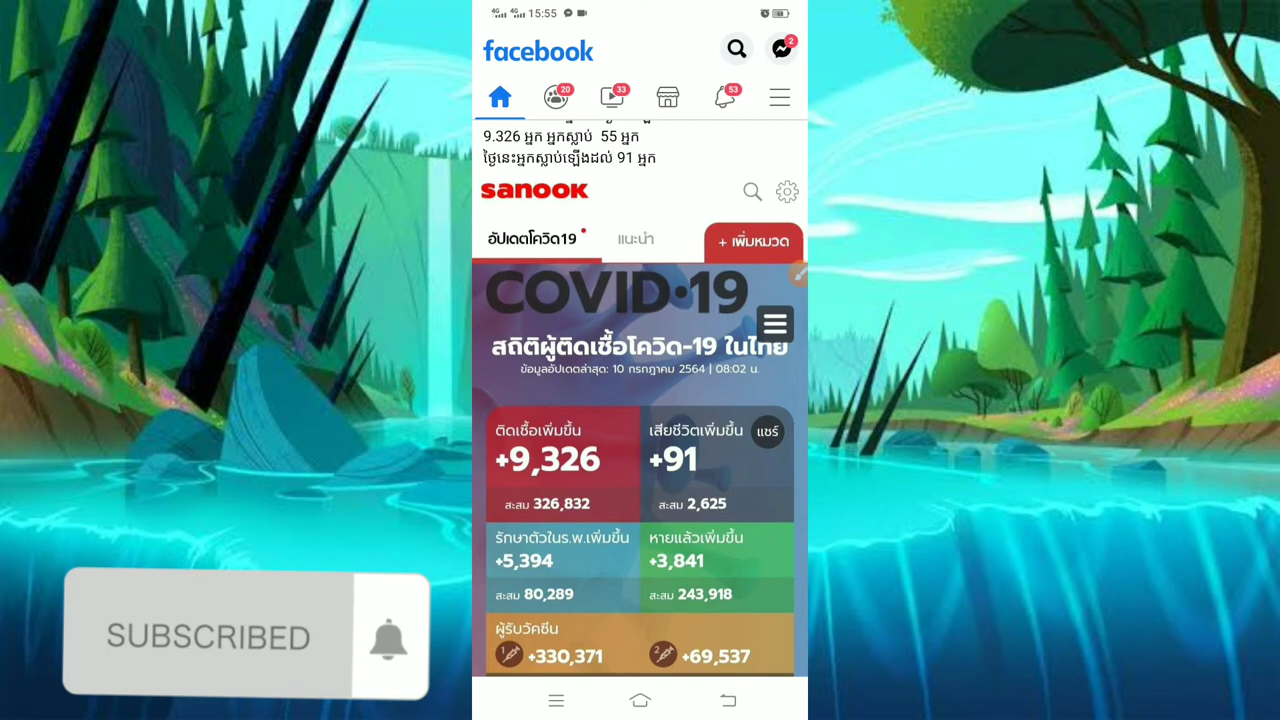 4G 4G 15:55 58
facebook
2
20 33 53
9.326 អ្នក អ្នកស្លាប់ 55 អ្នក
ថ្ងៃនេះអ្នកស្លាប់ឡើងដល់ 91 អ្នក
sanook
อัปเดตโควิด19 แนะนำ + เพิ่มหมวด
COVID•19
สถิติผู้ติดเชื้อโควิด-19 ในไทย
ข้อมูลอัปเดตล่าสุด: 10 กรกฎาคม 2564 | 08:02 น.
ติดเชื้อเพิ่มขึ้น เสียชีวิตเพิ่มขึ้น แชร์
+9,326 +91
สะสม 326,832 สะสม 2,625
รักษาตัวในร.พ.เพิ่มขึ้น หายแล้วเพิ่มขึ้น
+5,394 +3,841
สะสม 80,289 สะสม 243,918
ผู้รับวัคซีน
1 +330,371 2 +69,537
SUBSCRIBED